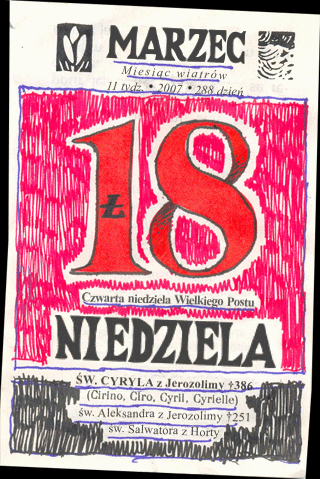 MARZEC
Miesiąc wiatrów
11 tydz. • 2007 • 288 dzień
18
Ł
Czwarta niedziela Wielkiego Postu
NIEDZIELA
ŚW. CYRYLA z Jerozolimy †386
(Cirino, Ciro, Cyril, Cyrielle)
św. Aleksandra z Jerozolimy †251
św. Salwatora z Horty